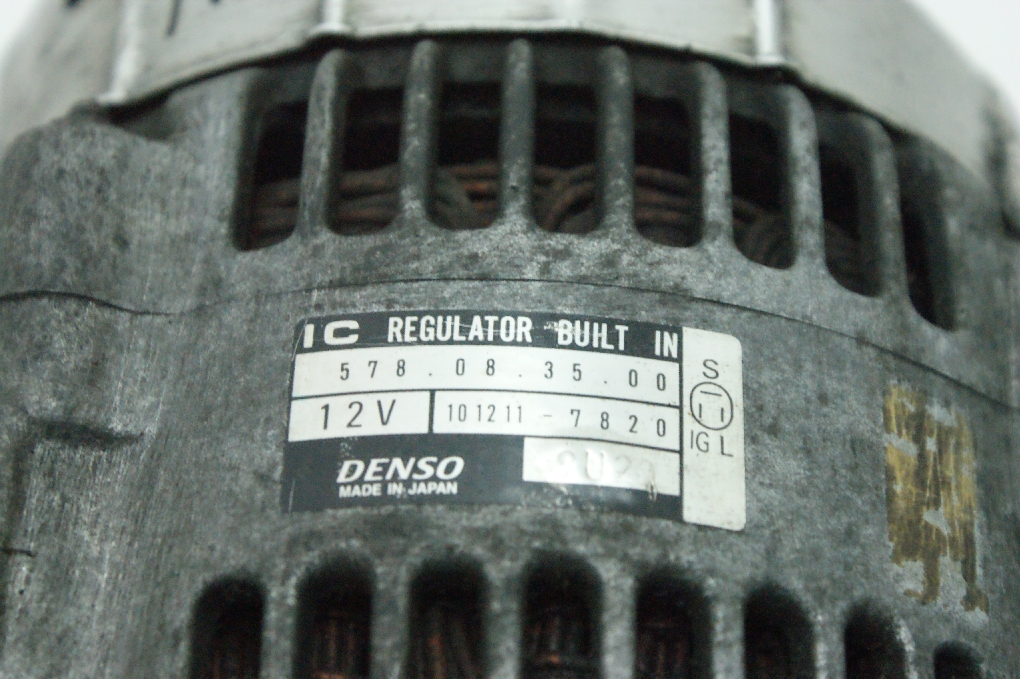 IC REGULATOR BUILT IN
578.08.35.00
12V 101211-7820
DENSO
MADE IN JAPAN
S
IG L